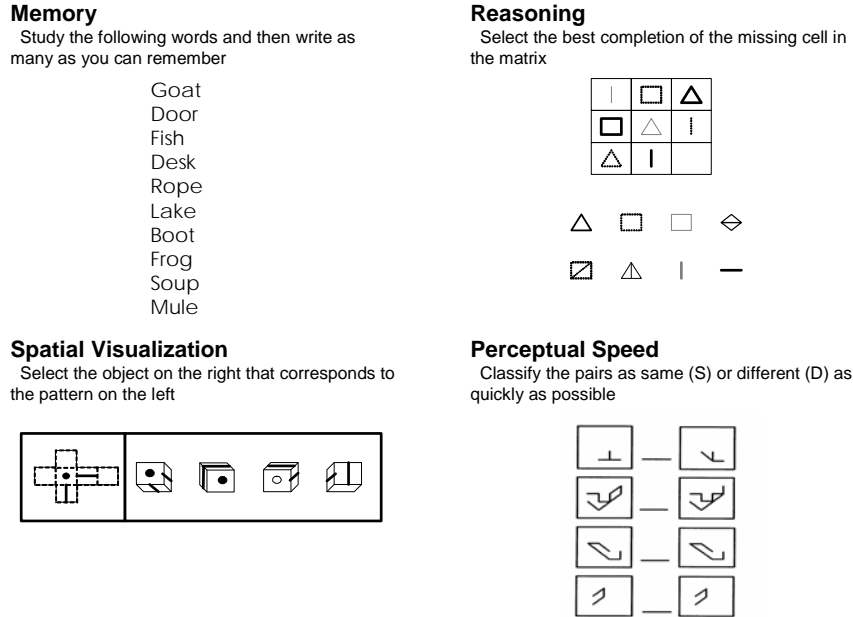 Memory
Study the following words and then write as
many as you can remember
Goat
Door
Fish
Desk
Rope
Lake
Boot
Frog
Soup
Mule
Reasoning
Select the best completion of the missing cell in
the matrix
Spatial Visualization
Select the object on the right that corresponds to
the pattern on the left
Perceptual Speed
Classify the pairs as same (S) or different (D) as
quickly as possible